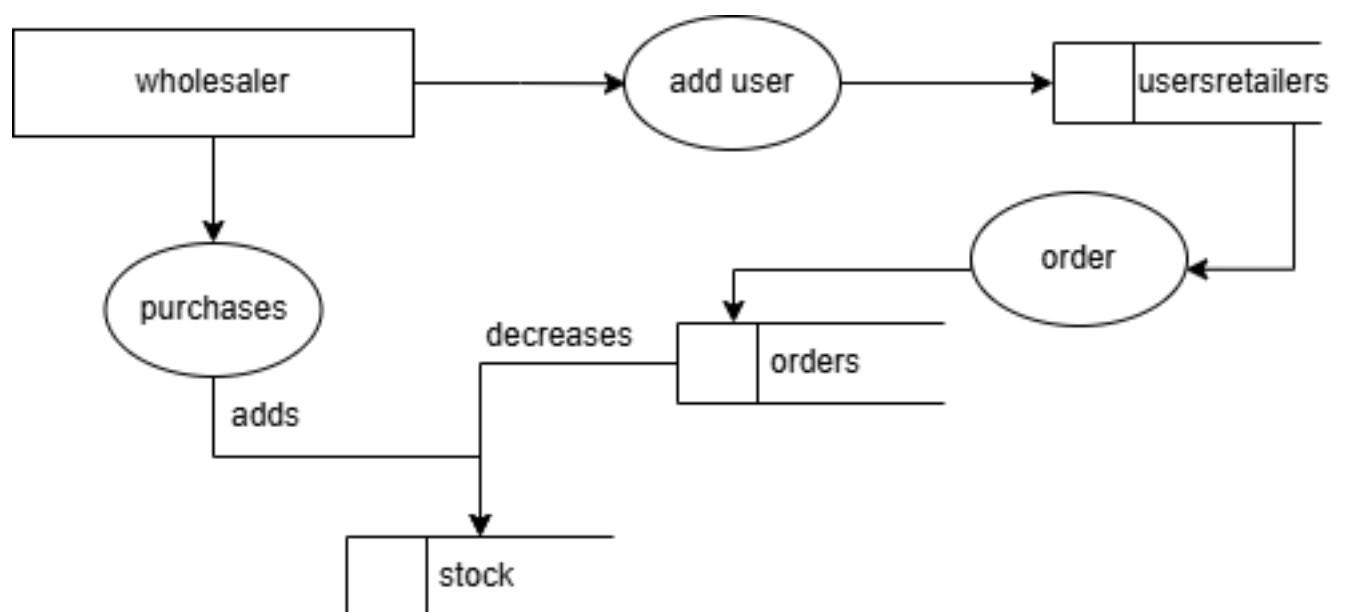 wholesaler
add user
usersretailers
order
purchases
decreases
orders
adds
stock